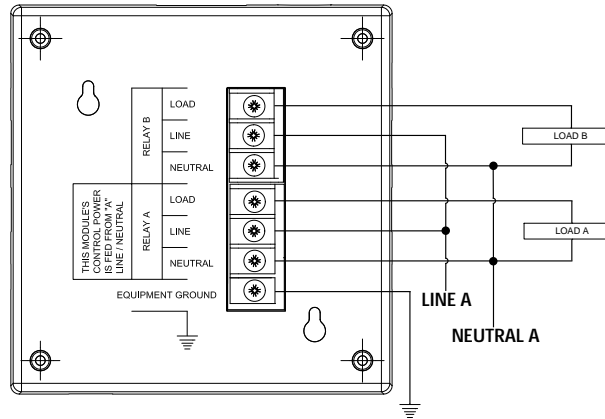 RELAY B
LOAD
LINE
NEUTRAL
LOAD B
THIS MODULE'S
CONTROL POWER
IS FED FROM "A"
LINE / NEUTRAL
RELAY A
LOAD
LINE
NEUTRAL
LOAD A
EQUIPMENT GROUND
LINE A
NEUTRAL A